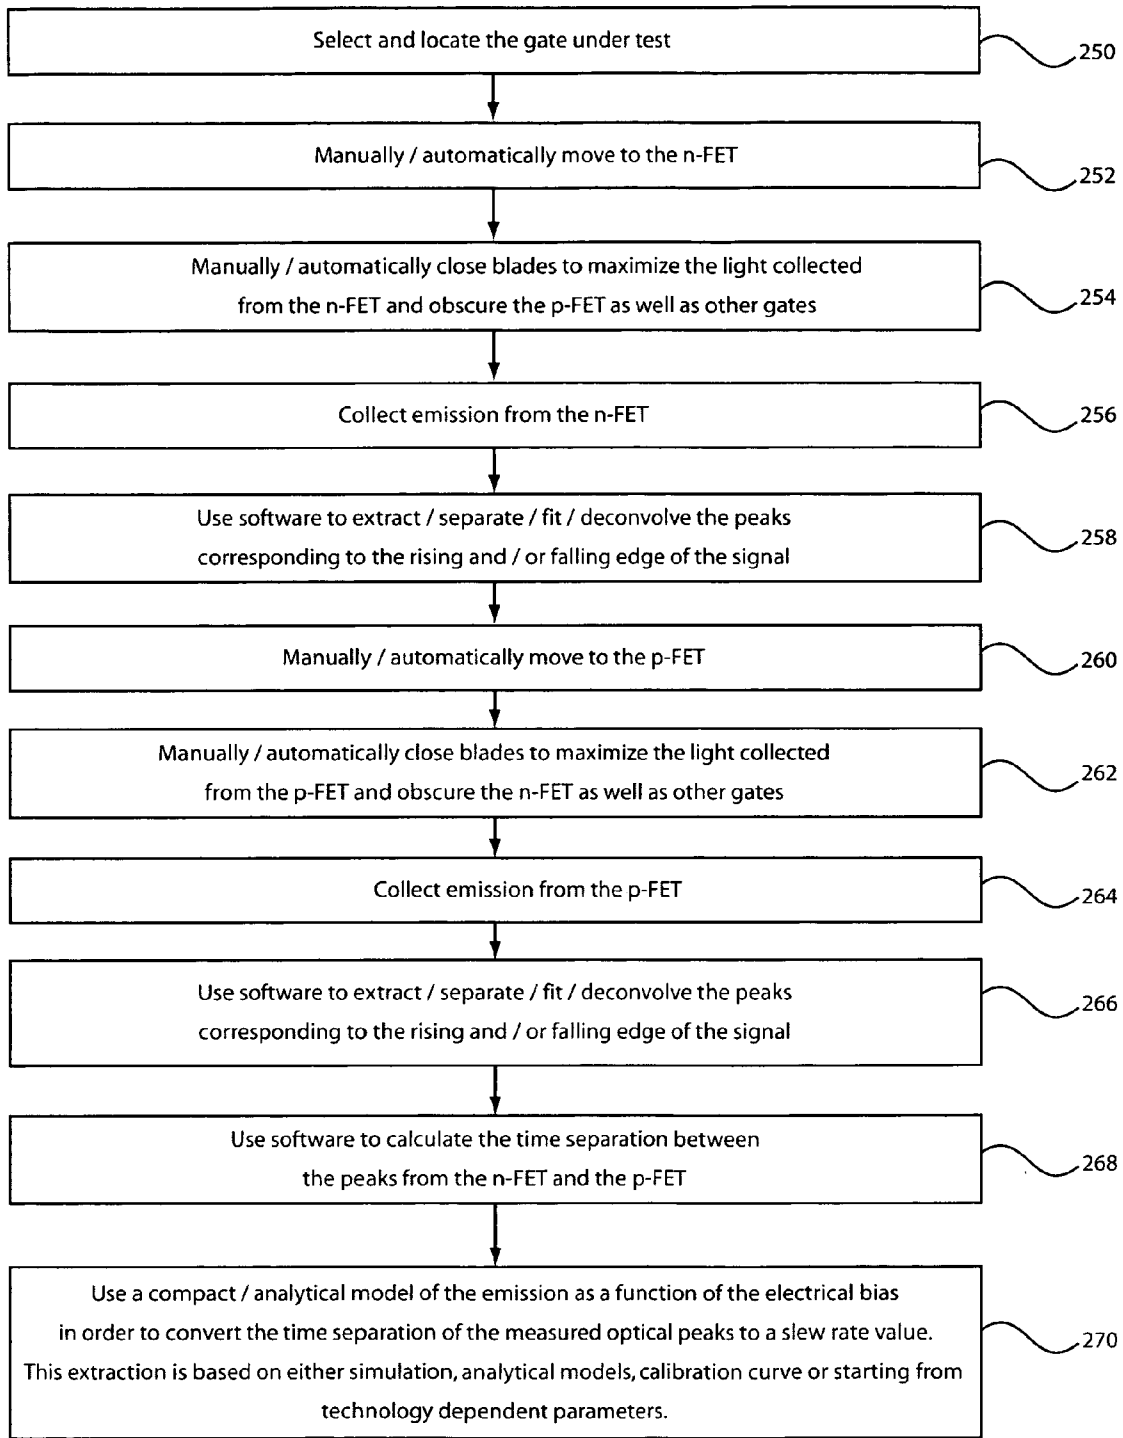 Select and locate the gate under test
250
Manually / automatically move to the n-FET
252
Manually / automatically close blades to maximize the light collected
from the n-FET and obscure the p-FET as well as other gates
254
Collect emission from the n-FET
256
Use software to extract / separate / fit / deconvolve the peaks
corresponding to the rising and / or falling edge of the signal
258
Manually / automatically move to the p-FET
260
Manually / automatically close blades to maximize the light collected
from the p-FET and obscure the n-FET as well as other gates
262
Collect emission from the p-FET
264
Use software to extract / separate / fit / deconvolve the peaks
corresponding to the rising and / or falling edge of the signal
266
Use software to calculate the time separation between
the peaks from the n-FET and the p-FET
268
Use a compact / analytical model of the emission as a function of the electrical bias
in order to convert the time separation of the measured optical peaks to a slew rate value.
This extraction is based on either simulation, analytical models, calibration curve or starting from
technology dependent parameters.
270